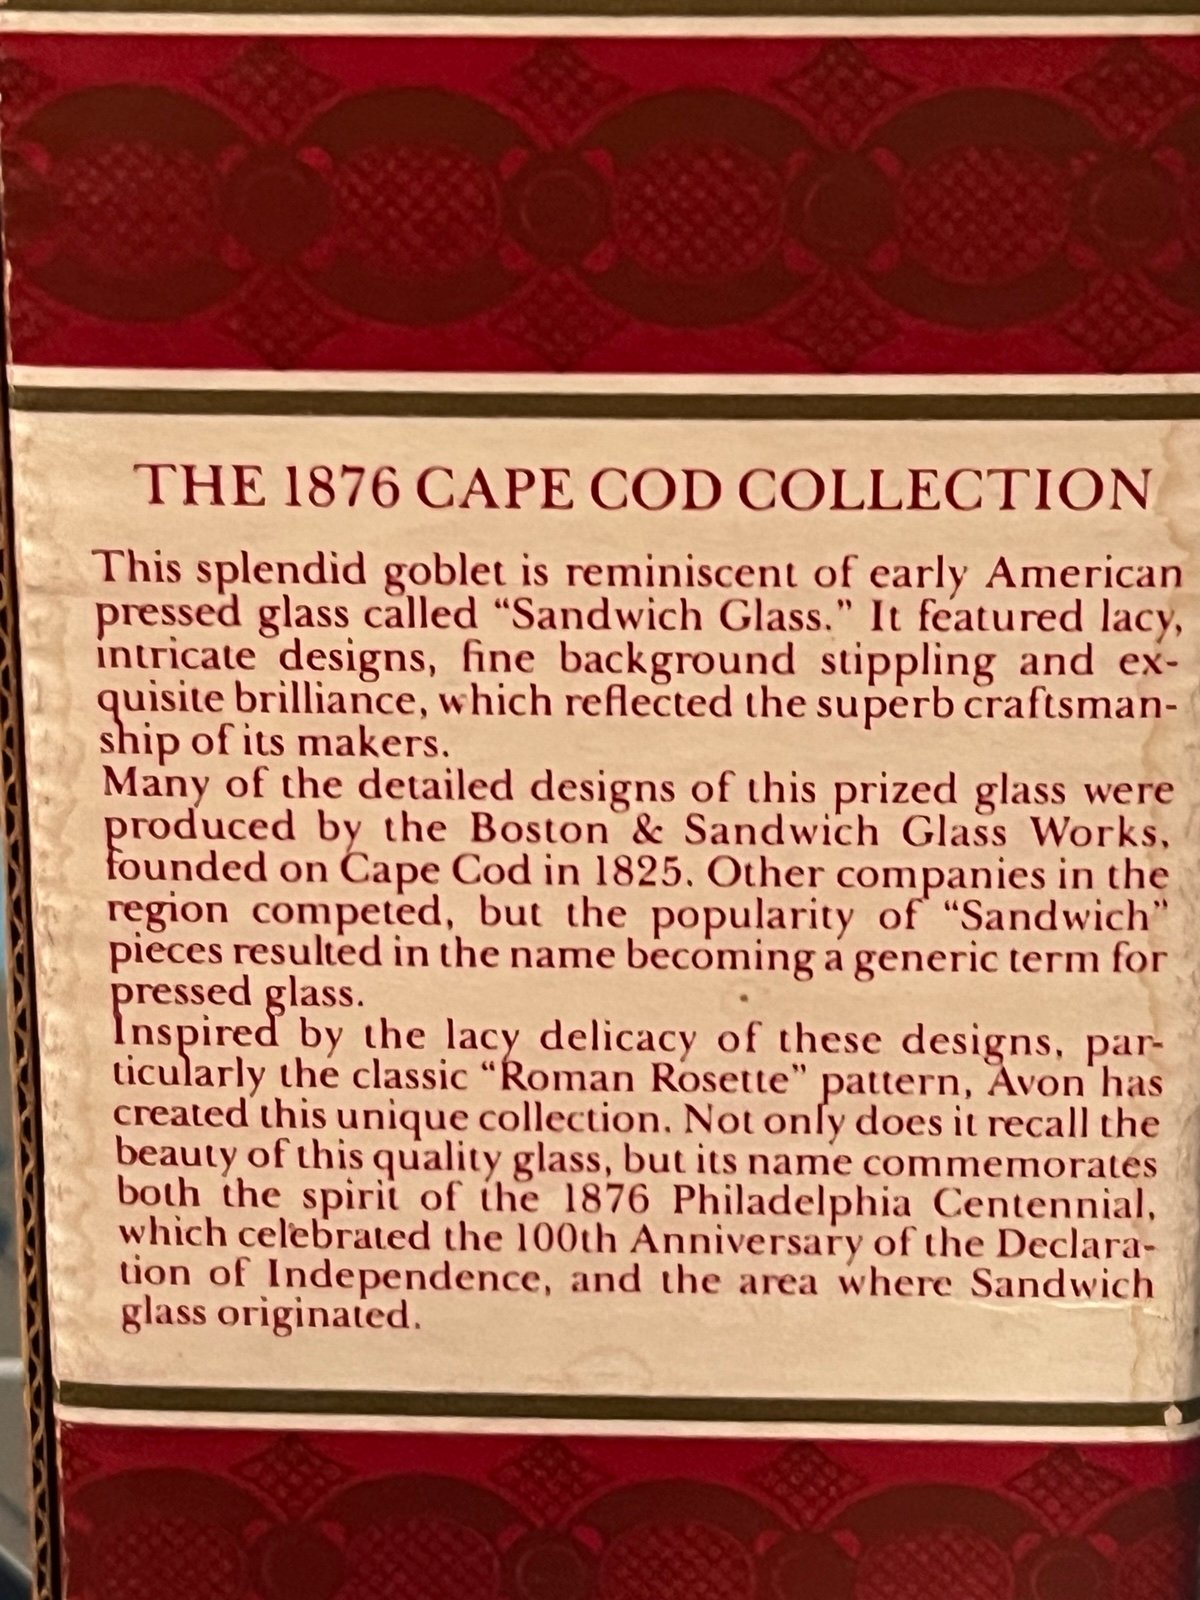 THE 1876 CAPE COD COLLECTION
This splendid goblet is reminiscent of early American
pressed glass called “Sandwich Glass.” It featured lacy,
intricate designs, fine background stippling and ex-
quisite brilliance, which reflected the superb craftsman-
ship of its makers.
Many of the detailed designs of this prized glass were
produced by the Boston & Sandwich Glass Works,
founded on Cape Cod in 1825. Other companies in the
region competed, but the popularity of “Sandwich”
pieces resulted in the name becoming a generic term for
pressed glass.
Inspired by the lacy delicacy of these designs, par-
ticularly the classic “Roman Rosette” pattern, Avon has
created this unique collection. Not only does it recall the
beauty of this quality glass, but its name commemorates
both the spirit of the 1876 Philadelphia Centennial,
which celebrated the 100th Anniversary of the Declara-
tion of Independence, and the area where Sandwich
glass originated.